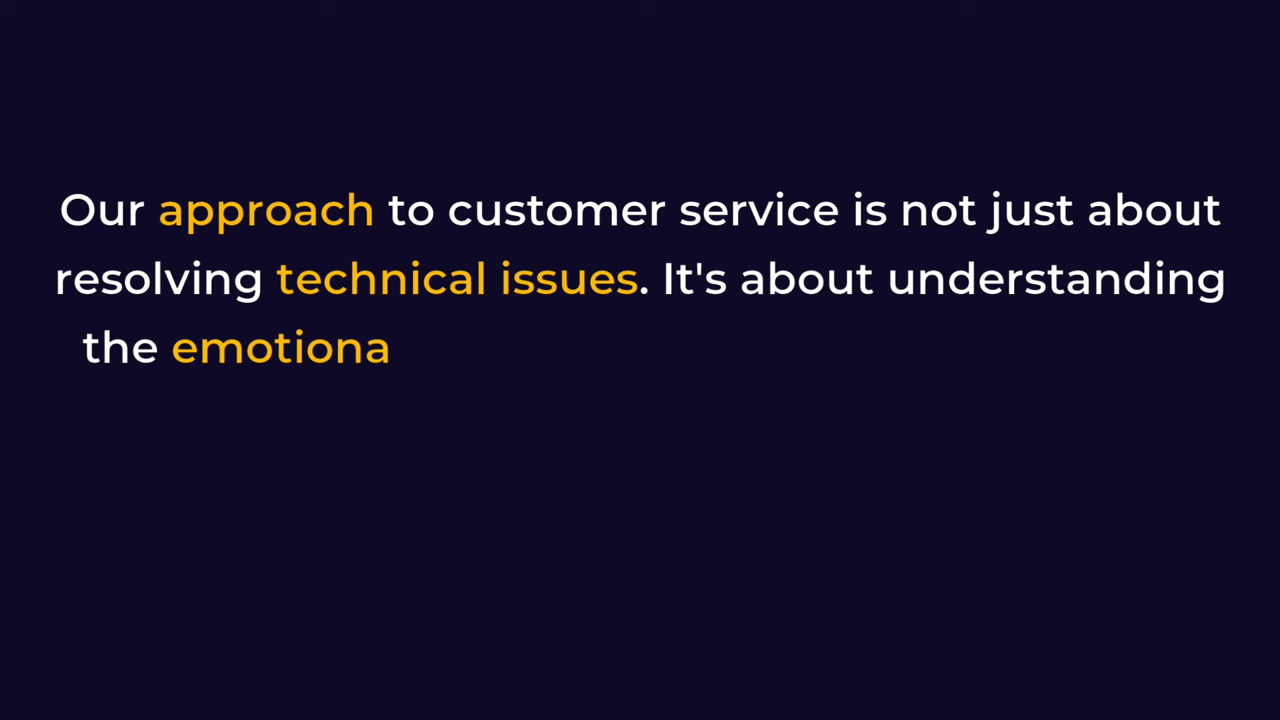 Our approach to customer service is not just about
resolving technical issues. It's about understanding
the emotiona